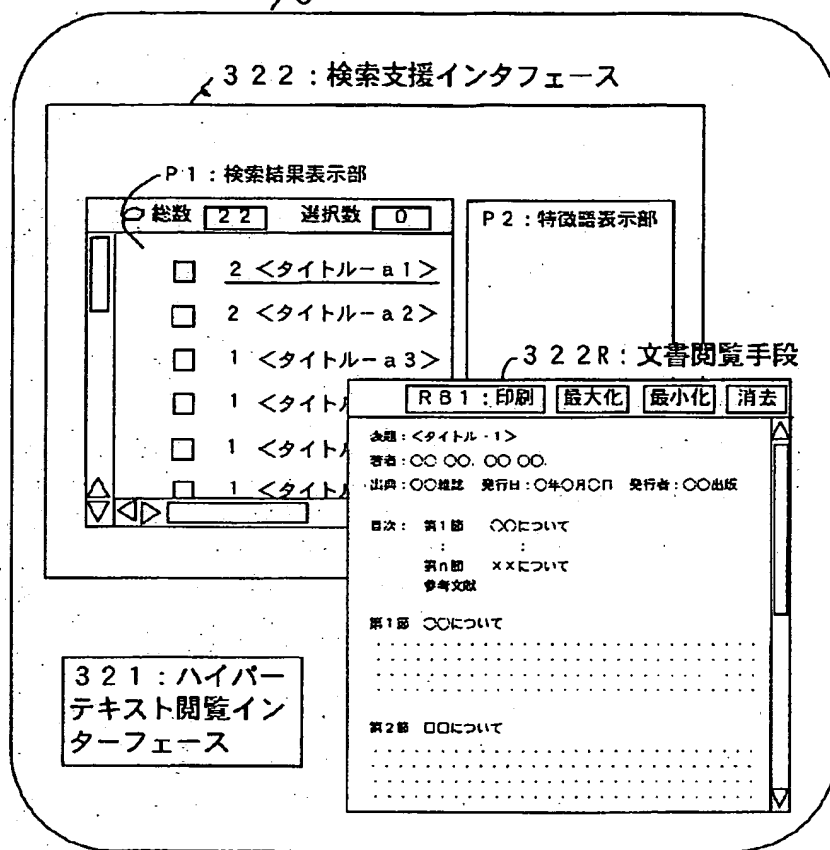 322：検索支援インタフェース
P1：検索結果表示部
総数 22 選択数 0
2 <タイトル－a1>
2 <タイトル－a2>
1 <タイトル－a3>
1 <タイトル
1 <タイトル
1 <タイトル
P2：特徴語表示部
322R：文書閲覧手段
RB1：印刷 最大化 最小化 消去
表題：<タイトル－1>
著者：○○ ○○. ○○ ○○.
出典：○○雑誌 発行日：○年○月○日 発行者：○○出版
目次： 第1節 ○○について
： ：
第n節 ××について
参考文献
第1節 ○○について
第2節 □□について
321：ハイパー
テキスト閲覧イン
ターフェース